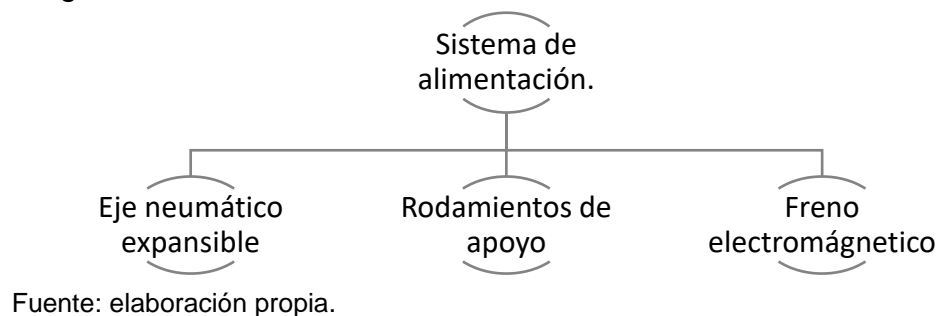 Sistema de
alimentación.
Eje neumático
expansible
Rodamientos de
apoyo
Freno
electromágnetico
Fuente: elaboración propia.